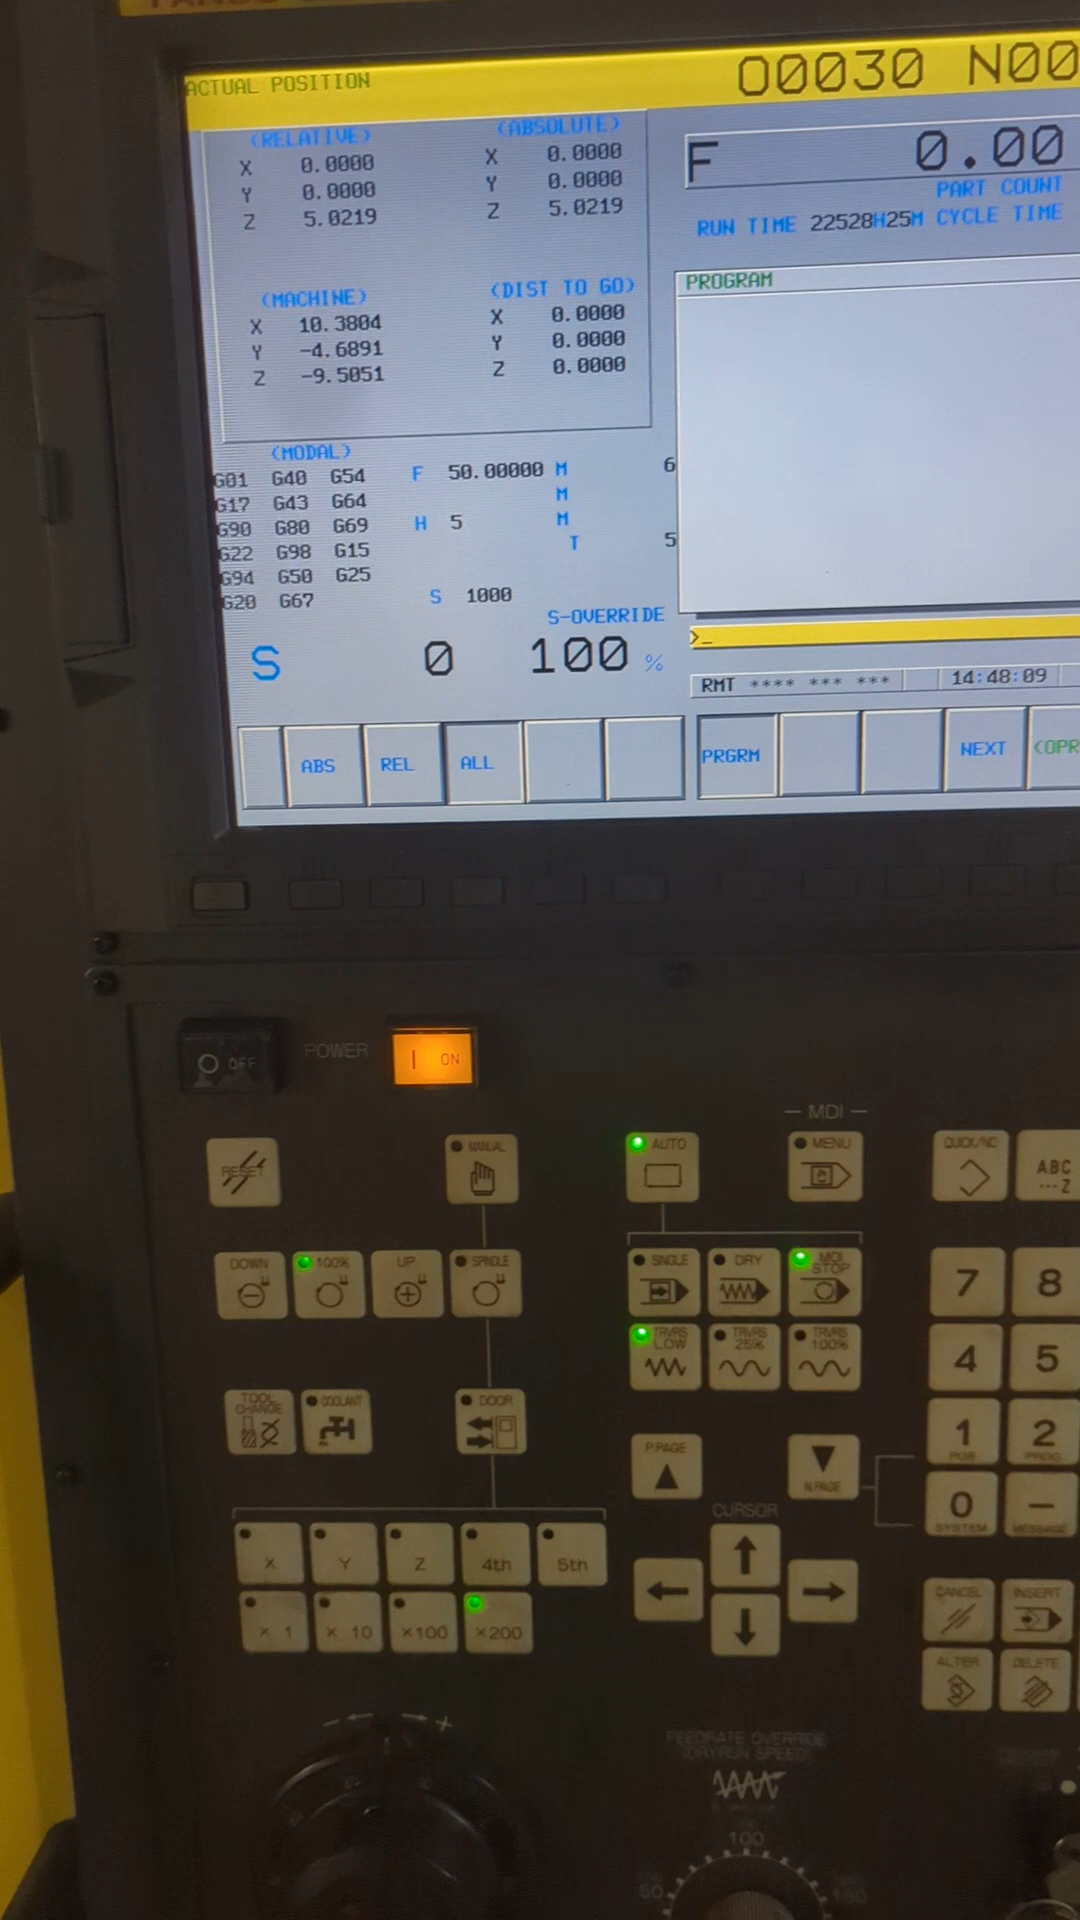 ACTUAL POSITION
O0030 N00
(RELATIVE) (ABSOLUTE)
X 0.0000 X 0.0000
Y 0.0000 Y 0.0000
Z 5.0219 Z 5.0219
F 0.00
PART COUNT
RUN TIME 22528H25M CYCLE TIME
(MACHINE) (DIST TO GO)
X 10.3804 X 0.0000
Y -4.6891 Y 0.0000
Z -9.5051 Z 0.0000
PROGRAM
(MODAL)
G01 G40 G54 F 50.00000 M 6
G17 G43 G64 M
G90 G80 G69 H 5 M
G22 G98 G15 T 5
G94 G50 G25
G20 G67 S 1000
S-OVERRIDE
S 0 100 %
>_
RMT **** *** *** 14:48:09
ABS REL ALL PRGRM NEXT (OPR
OFF POWER I ON
— MDI —
RESET MANUAL AUTO MENU QUICK/NC ABC
---Z
DOWN 100% UP SPINDLE SNGLE DRY MDI STOP 7 8
TRVRS LOW TRVRS 25% TRVRS 100% 4 5
TOOL CHANGE COOLANT DOOR 1 POS 2 PROG
P.PAGE N.PAGE
CURSOR
0 SYSTEM – MESSAGE
X Y Z 4th 5th
× 1 × 10 ×100 ×200
CANCEL INSERT
ALTER DELETE
– +
FEEDRATE OVERRIDE
(DRYRUN SPEED)
100
50